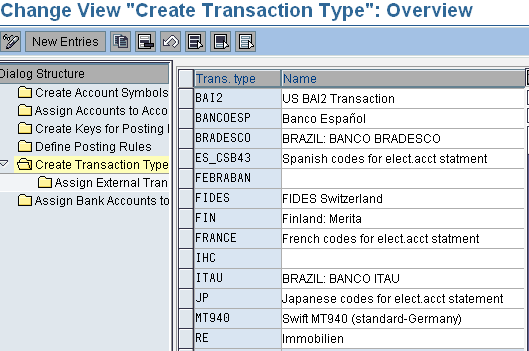 Change View "Create Transaction Type": Overview
New Entries
Dialog Structure
Create Account Symbols
Assign Accounts to Acco
Create Keys for Posting
Define Posting Rules
Create Transaction Type
Assign External Tran
Assign Bank Accounts to
Trans. type Name
BAI2 US BAI2 Transaction
BANCOESP Banco Español
BRADESCO BRAZIL: BANCO BRADESCO
ES_CSB43 Spanish codes for elect.acct statment
FEBRABAN
FIDES FIDES Switzerland
FIN Finland: Merita
FRANCE French codes for elect.acct statment
IHC
ITAU BRAZIL: BANCO ITAU
JP Japanese codes for elect.acct statement
MT940 Swift MT940 (standard-Germany)
RE Immobilien